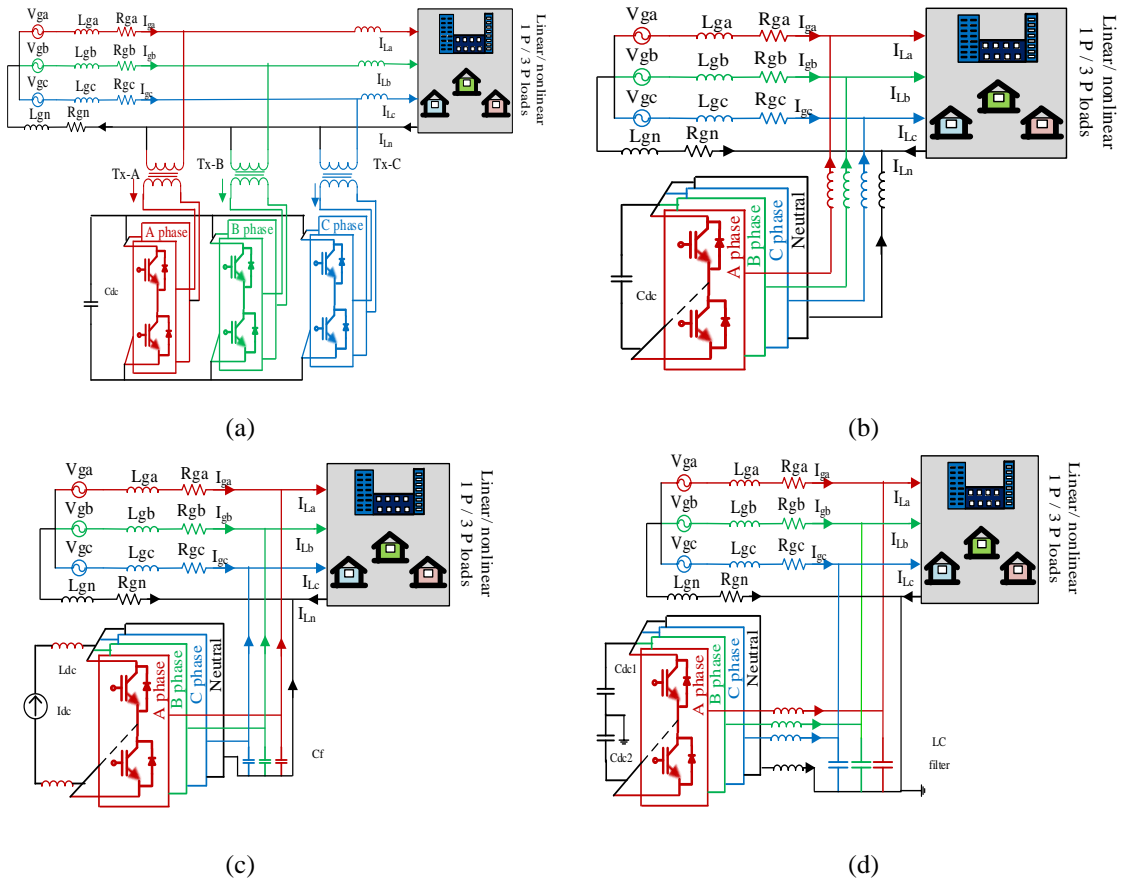 Vga Lga Rga Iga
Vgb Lgb Rgb Igb
Vgc Lgc Rgc Igc
Lgn Rgn
ILa
ILb
ILc
ILn
Linear/ nonlinear
1 P / 3 P loads
Tx-A
Tx-B
Tx-C
Cdc
A phase
B phase
C phase
(a)
Vga Lga Rga Iga
Vgb Lgb Rgb Igb
Vgc Lgc Rgc Igc
Lgn Rgn
ILa
ILb
ILc
ILn
Linear/ nonlinear
1 P / 3 P loads
Cdc
A phase
B phase
C phase
Neutral
(b)
Vga Lga Rga Iga
Vgb Lgb Rgb Igb
Vgc Lgc Rgc Igc
Lgn Rgn
ILa
ILb
ILc
ILn
Linear/ nonlinear
1 P / 3 P loads
Ldc
Idc
A phase
B phase
C phase
Neutral
Cf
(c)
Vga Lga Rga Iga
Vgb Lgb Rgb Igb
Vgc Lgc Rgc Igc
Lgn Rgn
ILa
ILb
ILc
ILn
Linear/ nonlinear
1 P / 3 P loads
Cdc1
Cdc2
A phase
B phase
C phase
Neutral
LC
filter
(d)